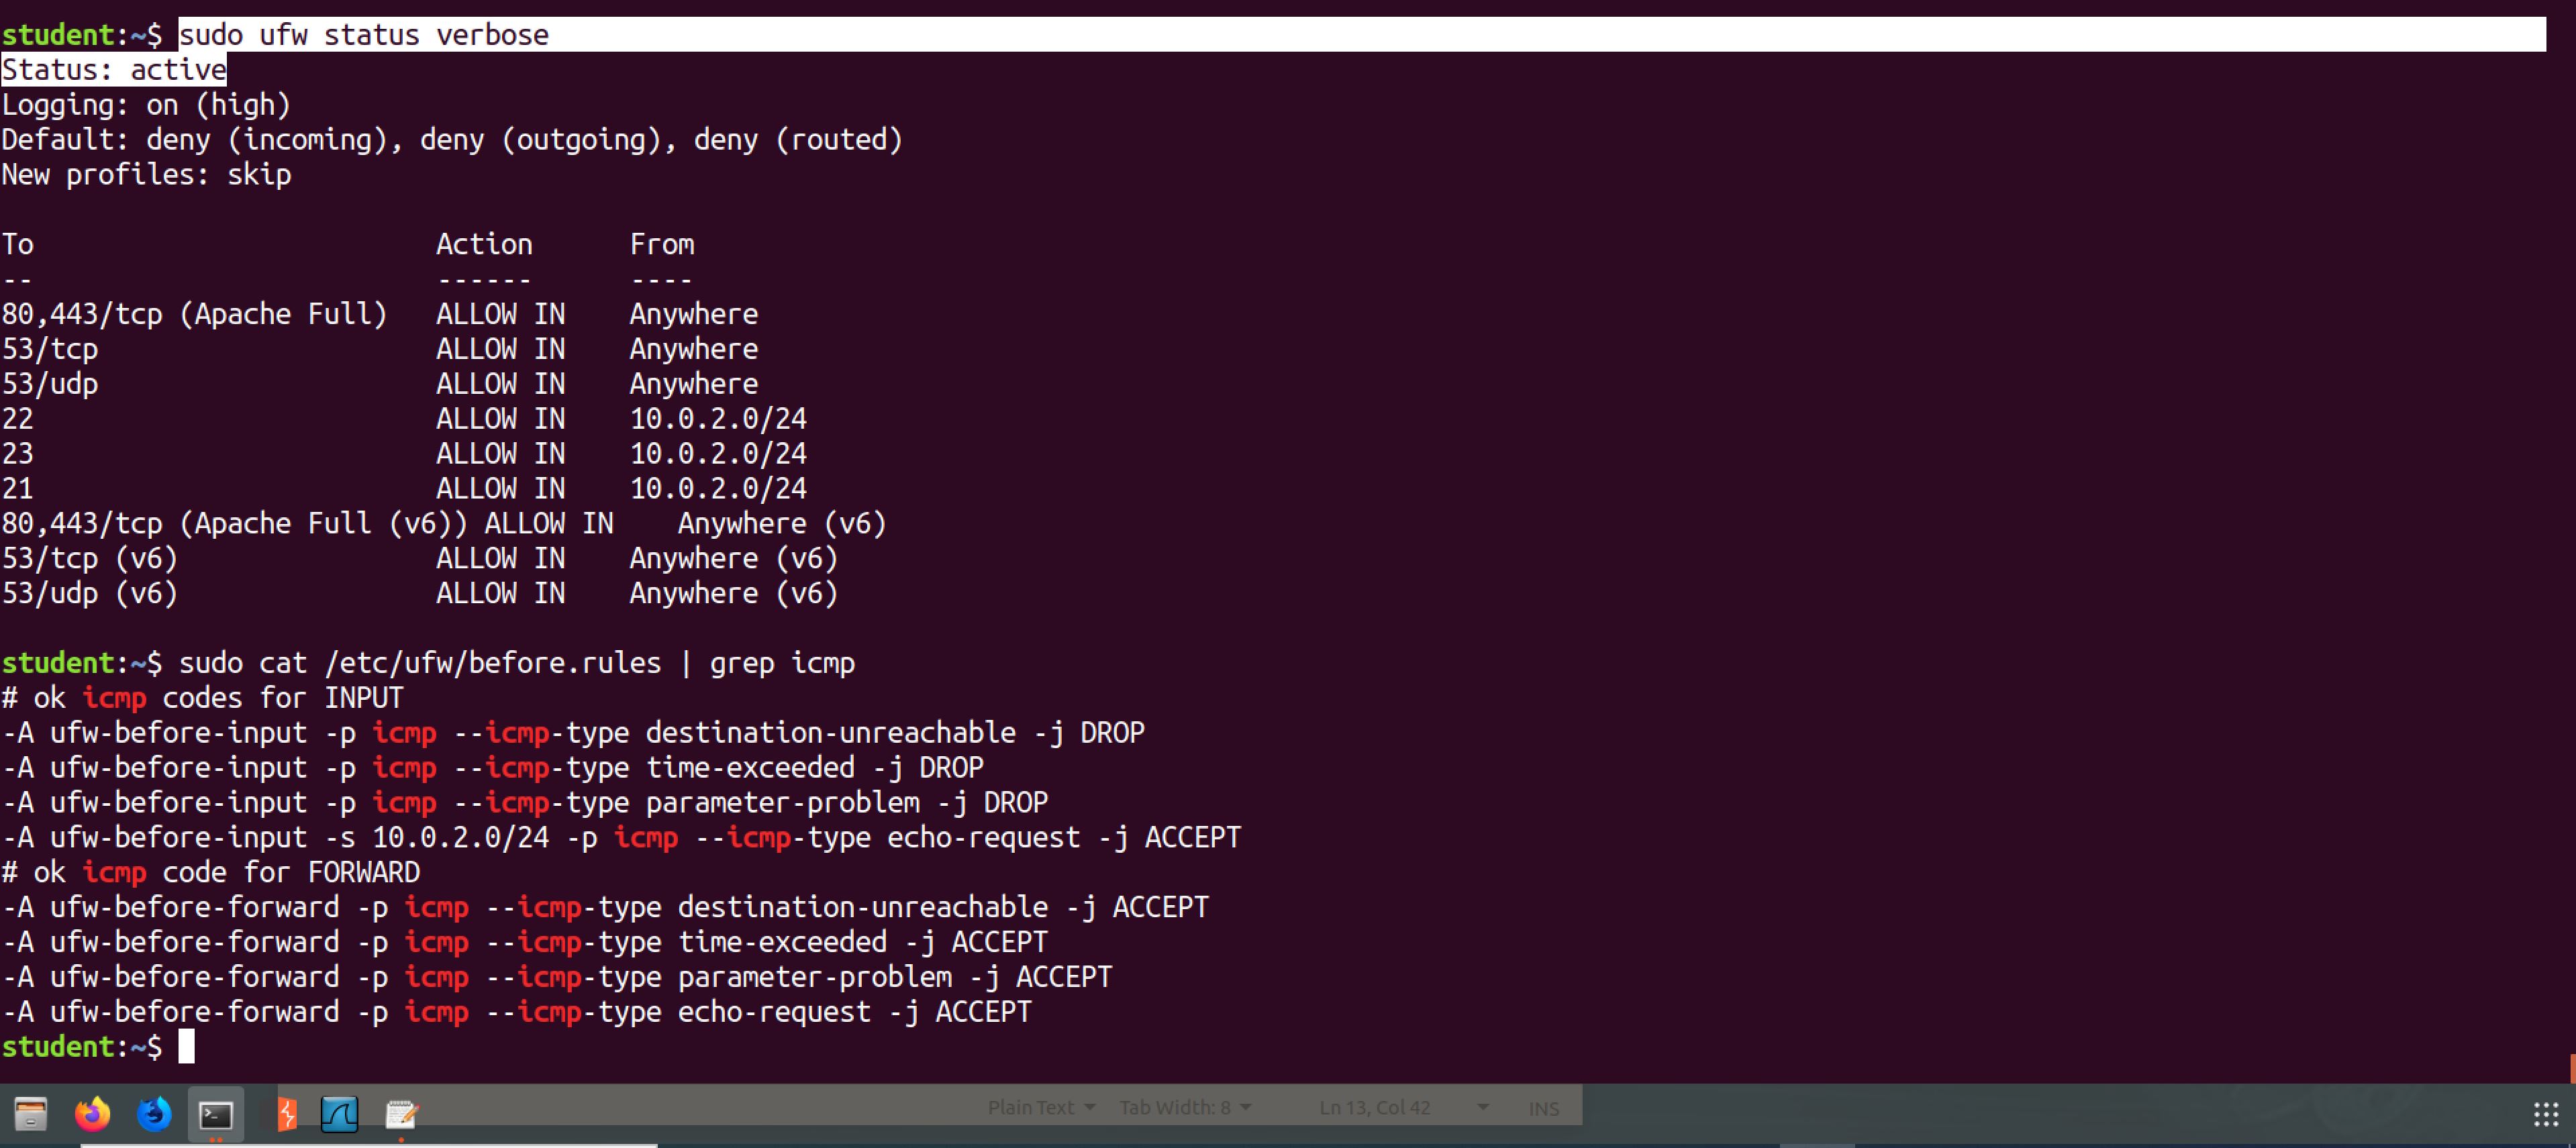 student:~$ sudo ufw status verbose
Status: active
Logging: on (high)
Default: deny (incoming), deny (outgoing), deny (routed)
New profiles: skip
To                         Action      From
--                         ------      ----
80,443/tcp (Apache Full)   ALLOW IN    Anywhere
53/tcp                     ALLOW IN    Anywhere
53/udp                     ALLOW IN    Anywhere
22                         ALLOW IN    10.0.2.0/24
23                         ALLOW IN    10.0.2.0/24
21                         ALLOW IN    10.0.2.0/24
80,443/tcp (Apache Full (v6)) ALLOW IN    Anywhere (v6)
53/tcp (v6)                ALLOW IN    Anywhere (v6)
53/udp (v6)                ALLOW IN    Anywhere (v6)
student:~$ sudo cat /etc/ufw/before.rules | grep icmp
# ok icmp codes for INPUT
-A ufw-before-input -p icmp --icmp-type destination-unreachable -j DROP
-A ufw-before-input -p icmp --icmp-type time-exceeded -j DROP
-A ufw-before-input -p icmp --icmp-type parameter-problem -j DROP
-A ufw-before-input -s 10.0.2.0/24 -p icmp --icmp-type echo-request -j ACCEPT
# ok icmp code for FORWARD
-A ufw-before-forward -p icmp --icmp-type destination-unreachable -j ACCEPT
-A ufw-before-forward -p icmp --icmp-type time-exceeded -j ACCEPT
-A ufw-before-forward -p icmp --icmp-type parameter-problem -j ACCEPT
-A ufw-before-forward -p icmp --icmp-type echo-request -j ACCEPT
student:~$
Plain Text Tab Width: 8 Ln 13, Col 42 INS